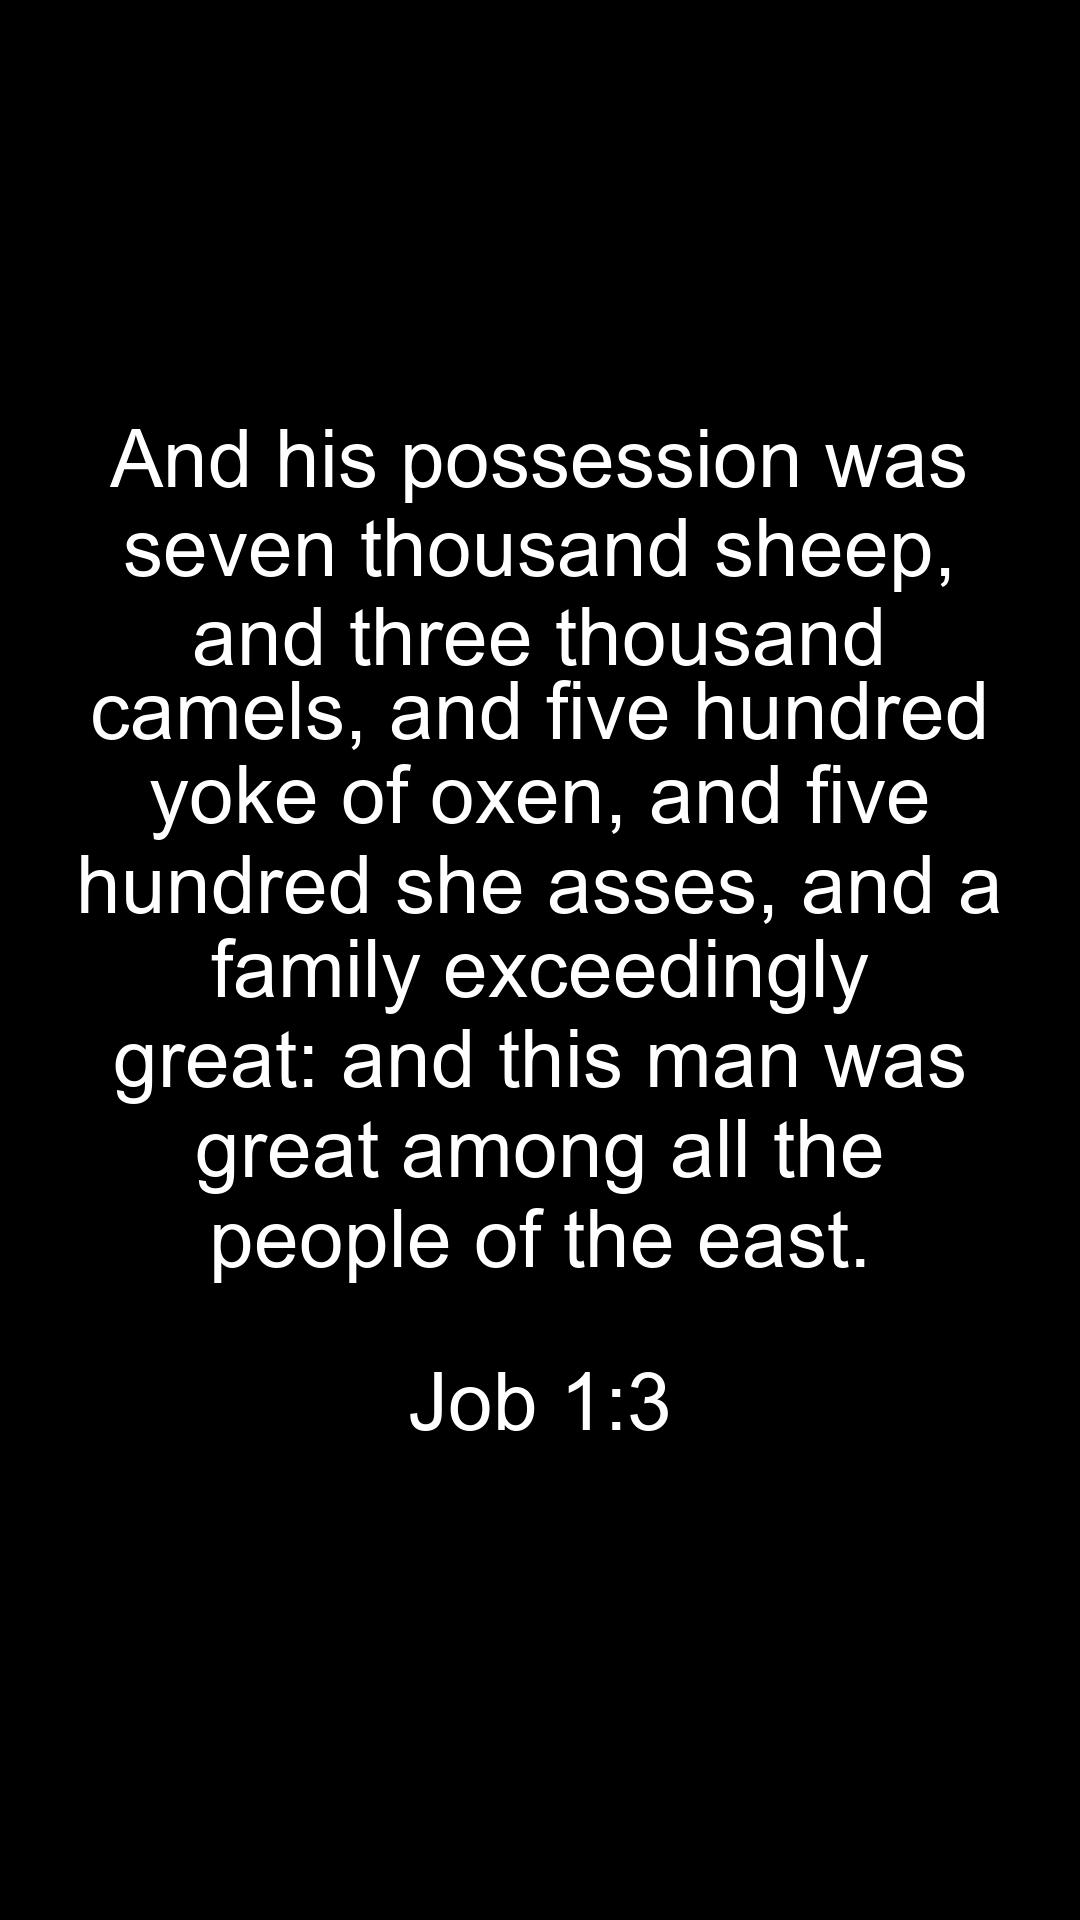 And his possession was
seven thousand sheep,
and three thousand
camels, and five hundred
yoke of oxen, and five
hundred she asses, and a
family exceedingly
great: and this man was
great among all the
people of the east.
Job 1:3